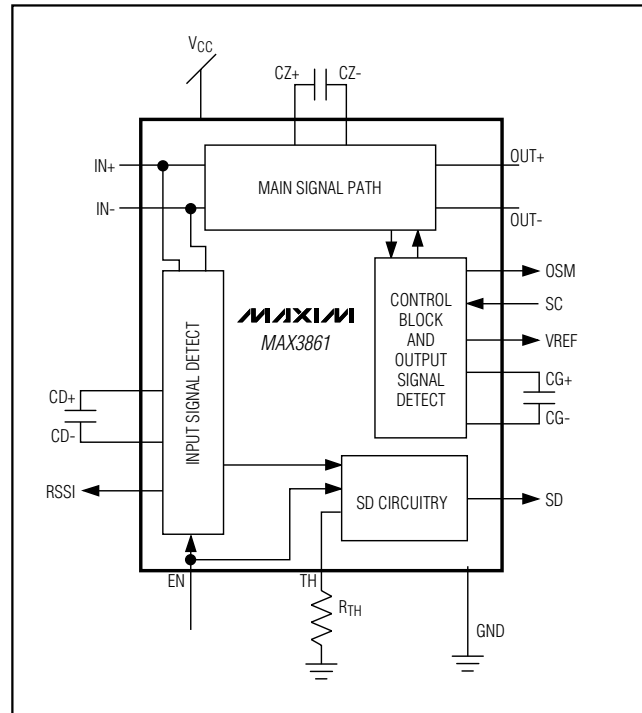 VCC
CZ+ CZ-
IN+
IN-
MAIN SIGNAL PATH
OUT+
OUT-
INPUT SIGNAL DETECT
MAXIM
MAX3861
CONTROL
BLOCK
AND
OUTPUT
SIGNAL
DETECT
OSM
SC
VREF
CG+
CG-
CD+
CD-
RSSI
SD CIRCUITRY
SD
EN
TH
RTH
GND